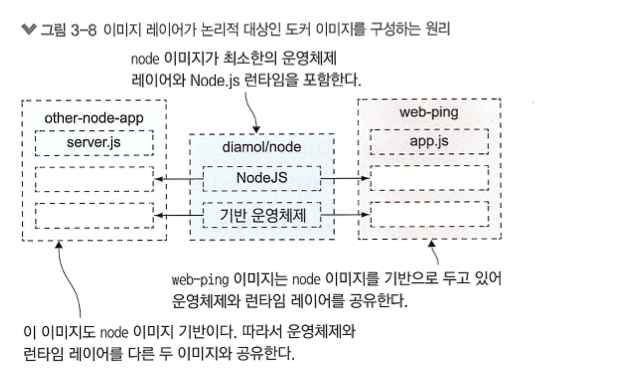 그림 3-8 이미지 레이어가 논리적 대상인 도커 이미지를 구성하는 원리
node 이미지가 최소한의 운영체제
레이어와 Node.js 런타임을 포함한다.
other-node-app
server.js
diamol/node
NodeJS
기반 운영체제
web-ping
app.js
web-ping 이미지는 node 이미지를 기반으로 두고 있어
운영체제와 런타임 레이어를 공유한다.
이 이미지도 node 이미지 기반이다. 따라서 운영체제와
런타임 레이어를 다른 두 이미지와 공유한다.